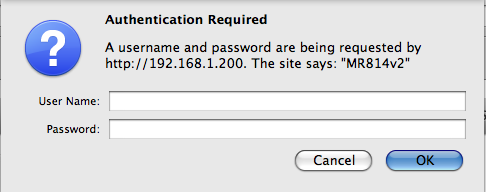 Authentication Required
A username and password are being requested by
http://192.168.1.200. The site says: "MR814v2"
User Name:
Password:
Cancel OK